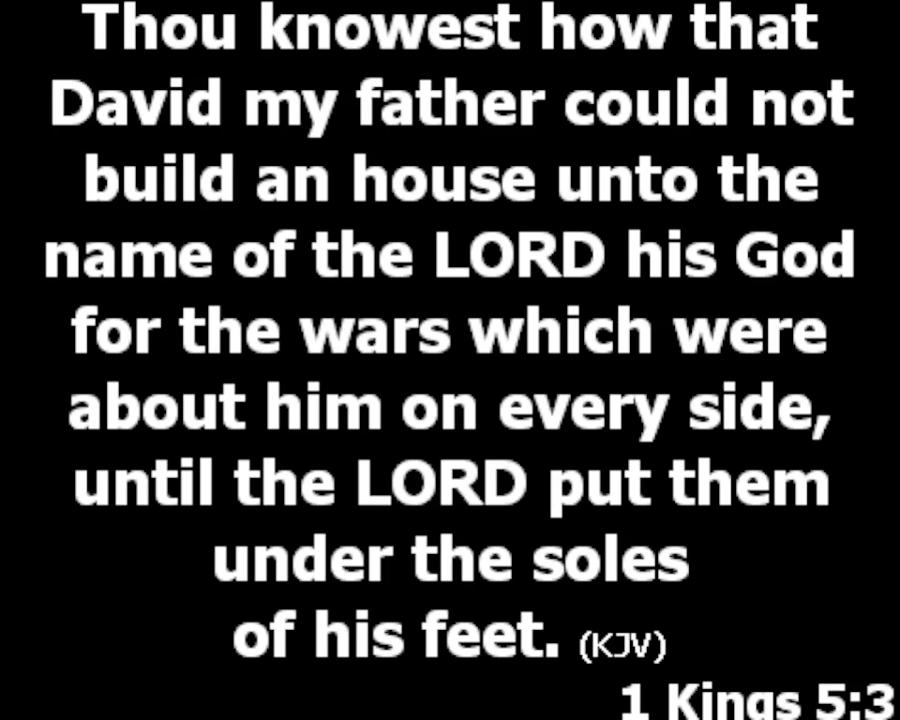 Thou knowest how that
David my father could not
build an house unto the
name of the LORD his God
for the wars which were
about him on every side,
until the LORD put them
under the soles
of his feet. (KJV)
1 Kings 5:3